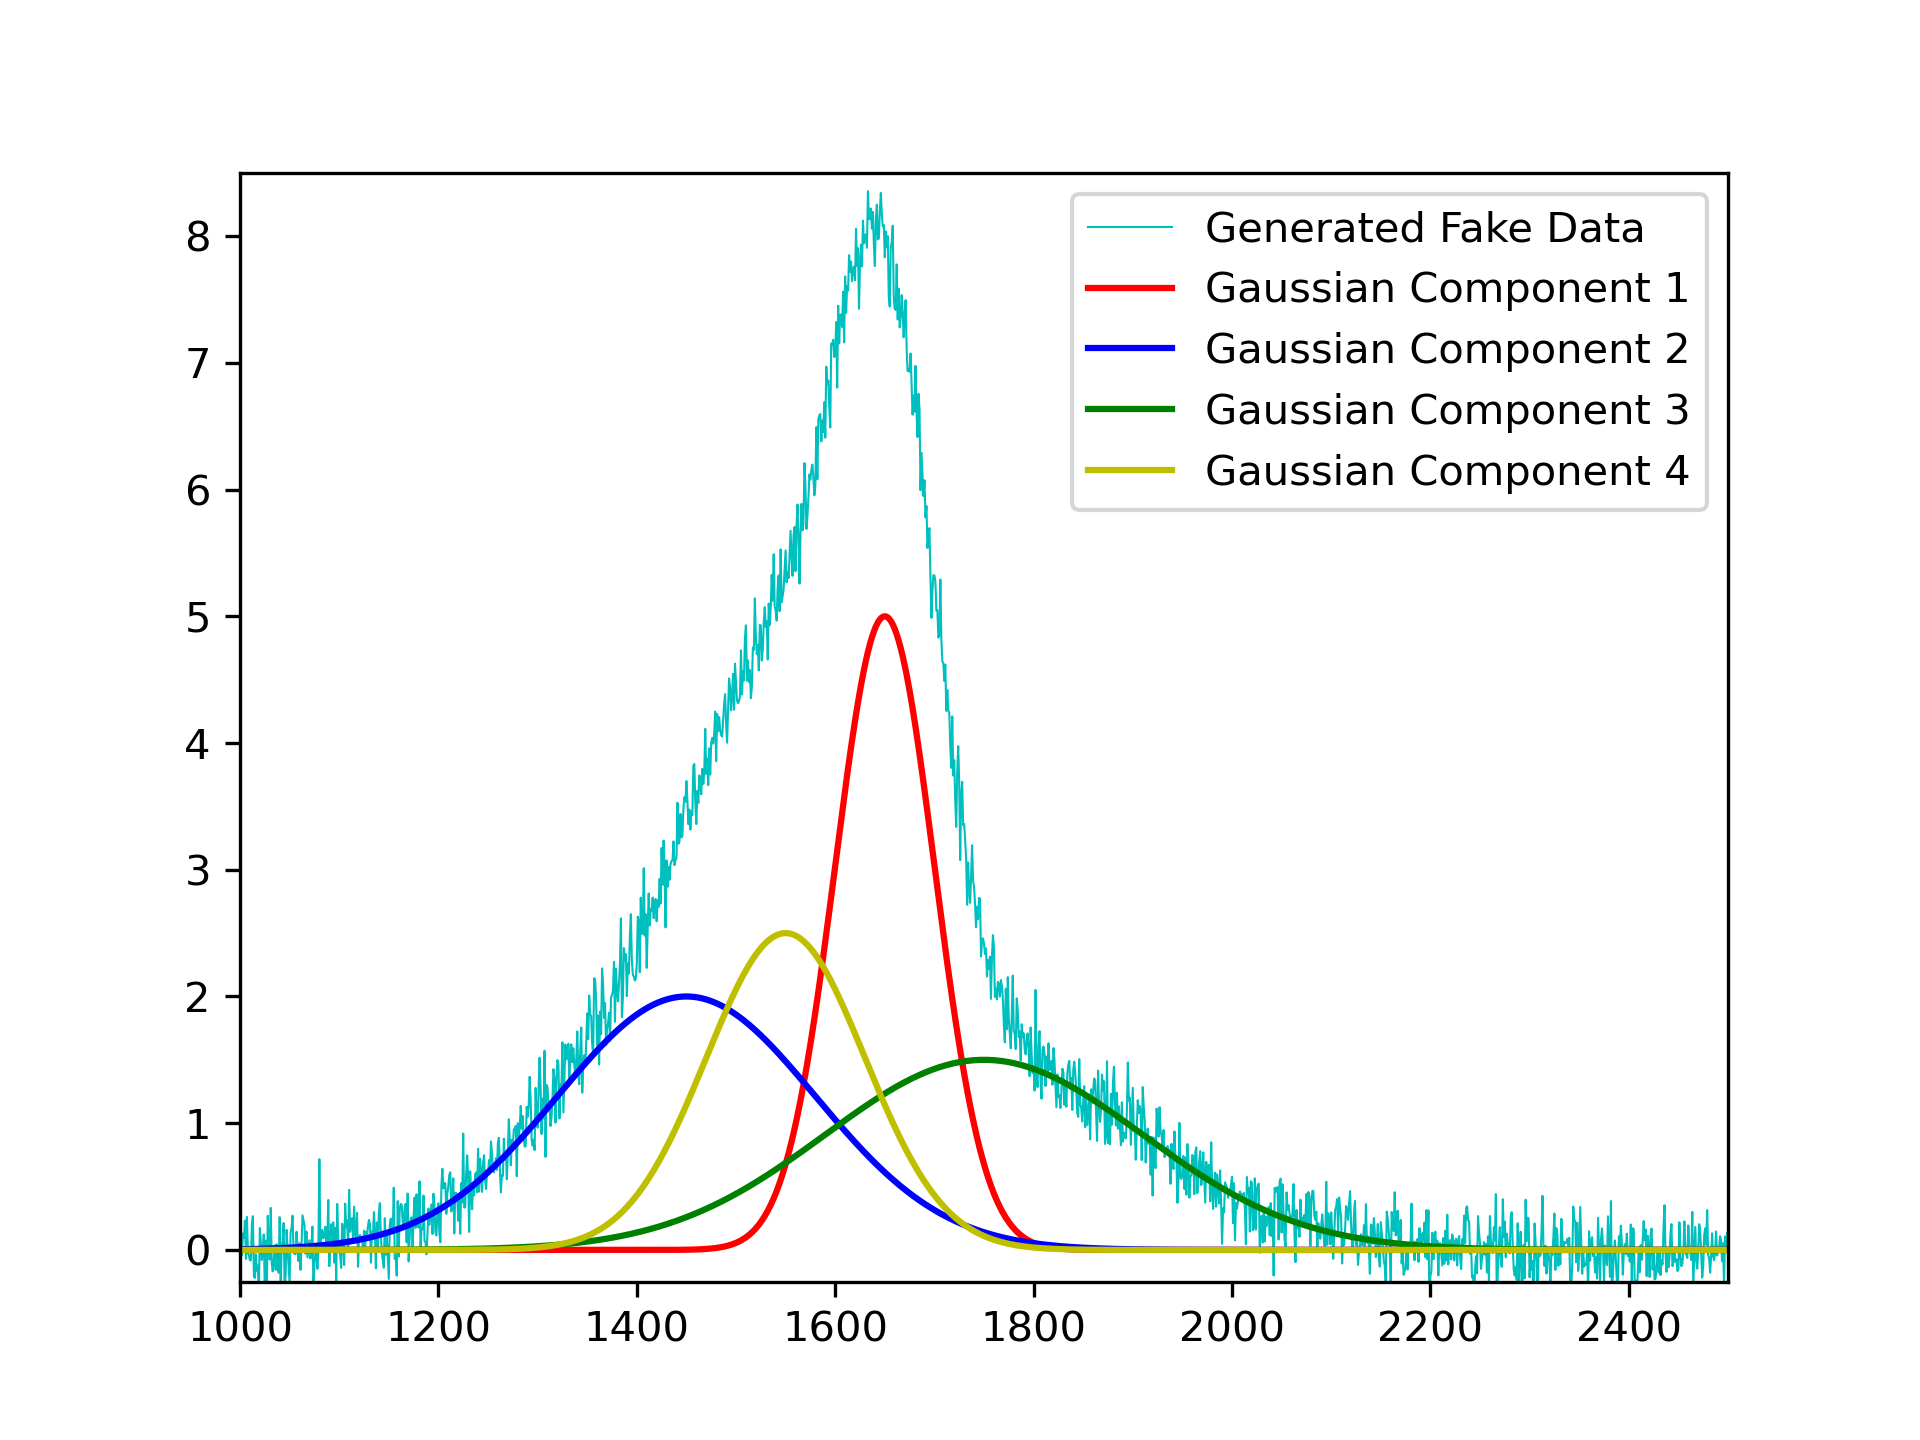 Generated Fake Data
Gaussian Component 1
Gaussian Component 2
Gaussian Component 3
Gaussian Component 4
8
7
6
5
4
3
2
1
0
1000 1200 1400 1600 1800 2000 2200 2400